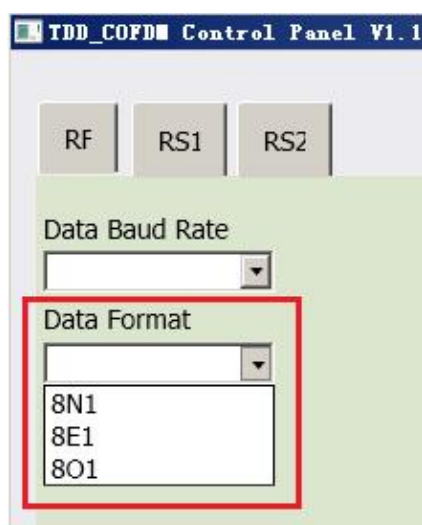 TDD_COFDM Control Panel V1.1
RF RS1 RS2
Data Baud Rate
Data Format
8N1
8E1
8O1